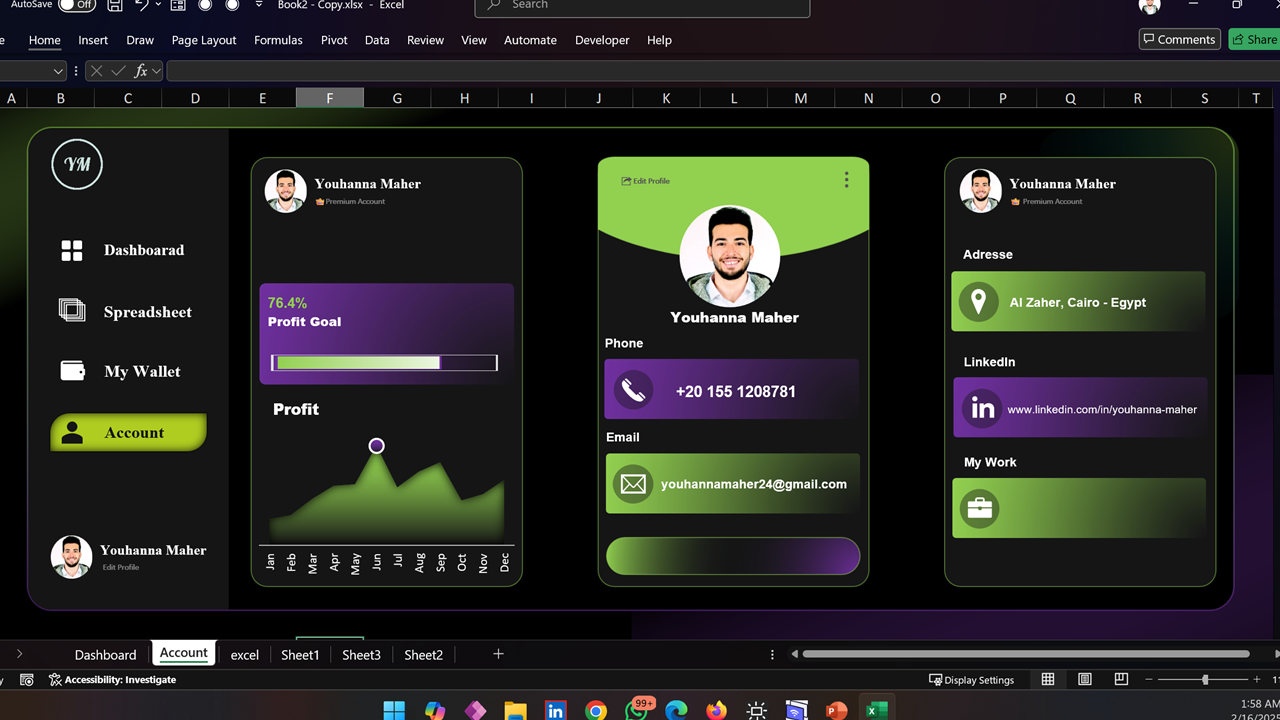 AutoSave Off
Book2 - Copy.xlsx - Excel
Search
Home Insert Draw Page Layout Formulas Pivot Data Review View Automate Developer Help
Comments
Share
fx
A B C D E F G H I J K L M N O P Q R S T
YM
Dashboarad
Spreadsheet
My Wallet
Account
Youhanna Maher
Edit Profile
Youhanna Maher
Premium Account
76.4%
Profit Goal
Profit
Jan Feb Mar Apr May Jun Jul Aug Sep Oct Nov Dec
Edit Profile
Youhanna Maher
Phone
+20 155 1208781
Email
youhannamaher24@gmail.com
Youhanna Maher
Premium Account
Adresse
Al Zaher, Cairo - Egypt
LinkedIn
www.linkedin.com/in/youhanna-maher
My Work
Dashboard Account excel Sheet1 Sheet3 Sheet2
Accessibility: Investigate
Display Settings
99+
1:58 AM